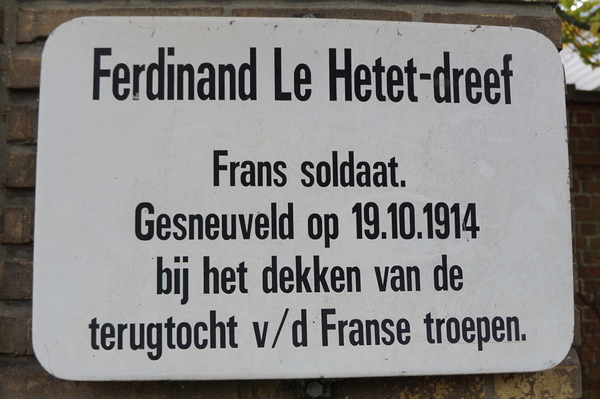 Ferdinand Le Hetet-dreef
Frans soldaat.
Gesneuveld op 19.10.1914
bij het dekken van de
terugtocht v/d Franse troepen.